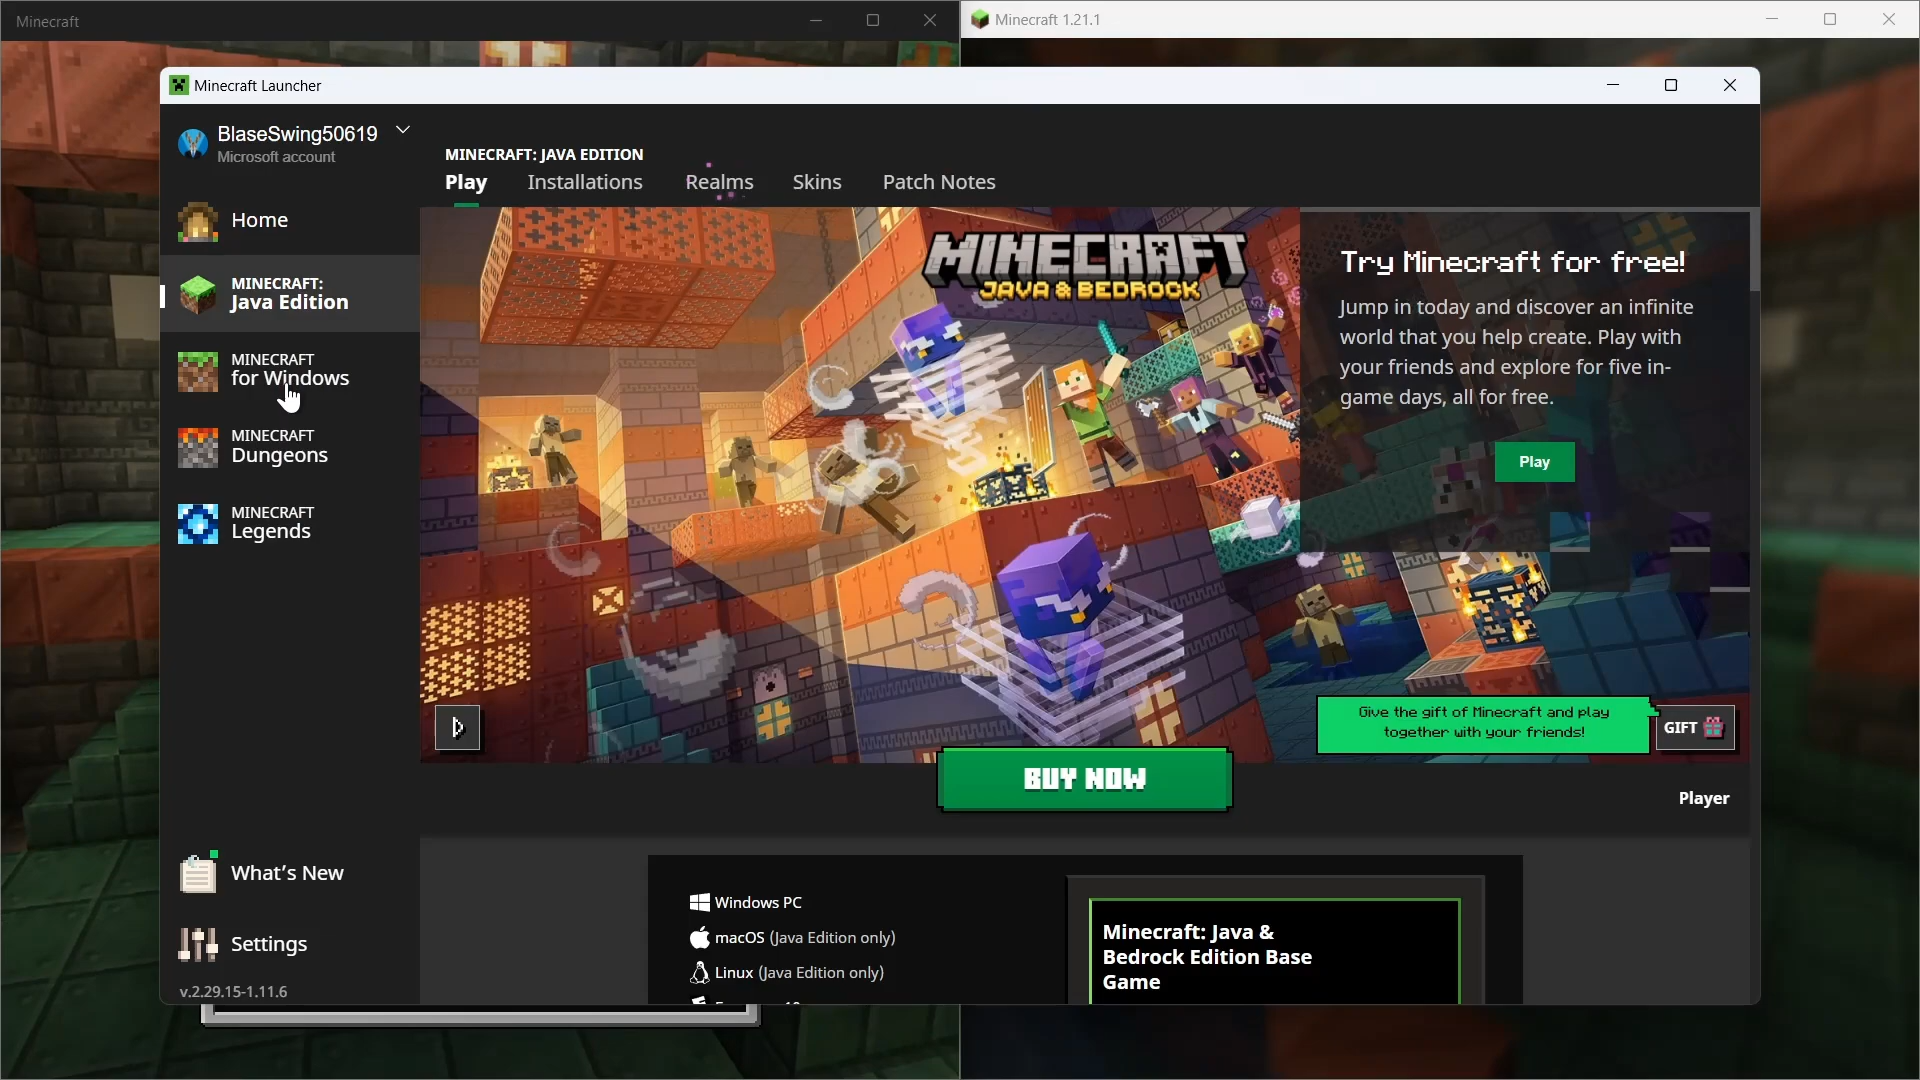 Minecraft
Minecraft 1.21.1
Minecraft Launcher
BlaseSwing50619
Microsoft account
Home
MINECRAFT:
Java Edition
MINECRAFT
for Windows
MINECRAFT
Dungeons
MINECRAFT
Legends
What's New
Settings
v.2.29.15-1.11.6
MINECRAFT: JAVA EDITION
Play Installations Realms Skins Patch Notes
MINECRAFT
JAVA & BEDROCK
Try Minecraft for free!
Jump in today and discover an infinite
world that you help create. Play with
your friends and explore for five in-
game days, all for free.
Play
Give the gift of Minecraft and play
together with your friends!
GIFT
BUY NOW
Player
Windows PC
macOS (Java Edition only)
Linux (Java Edition only)
Minecraft: Java &
Bedrock Edition Base
Game